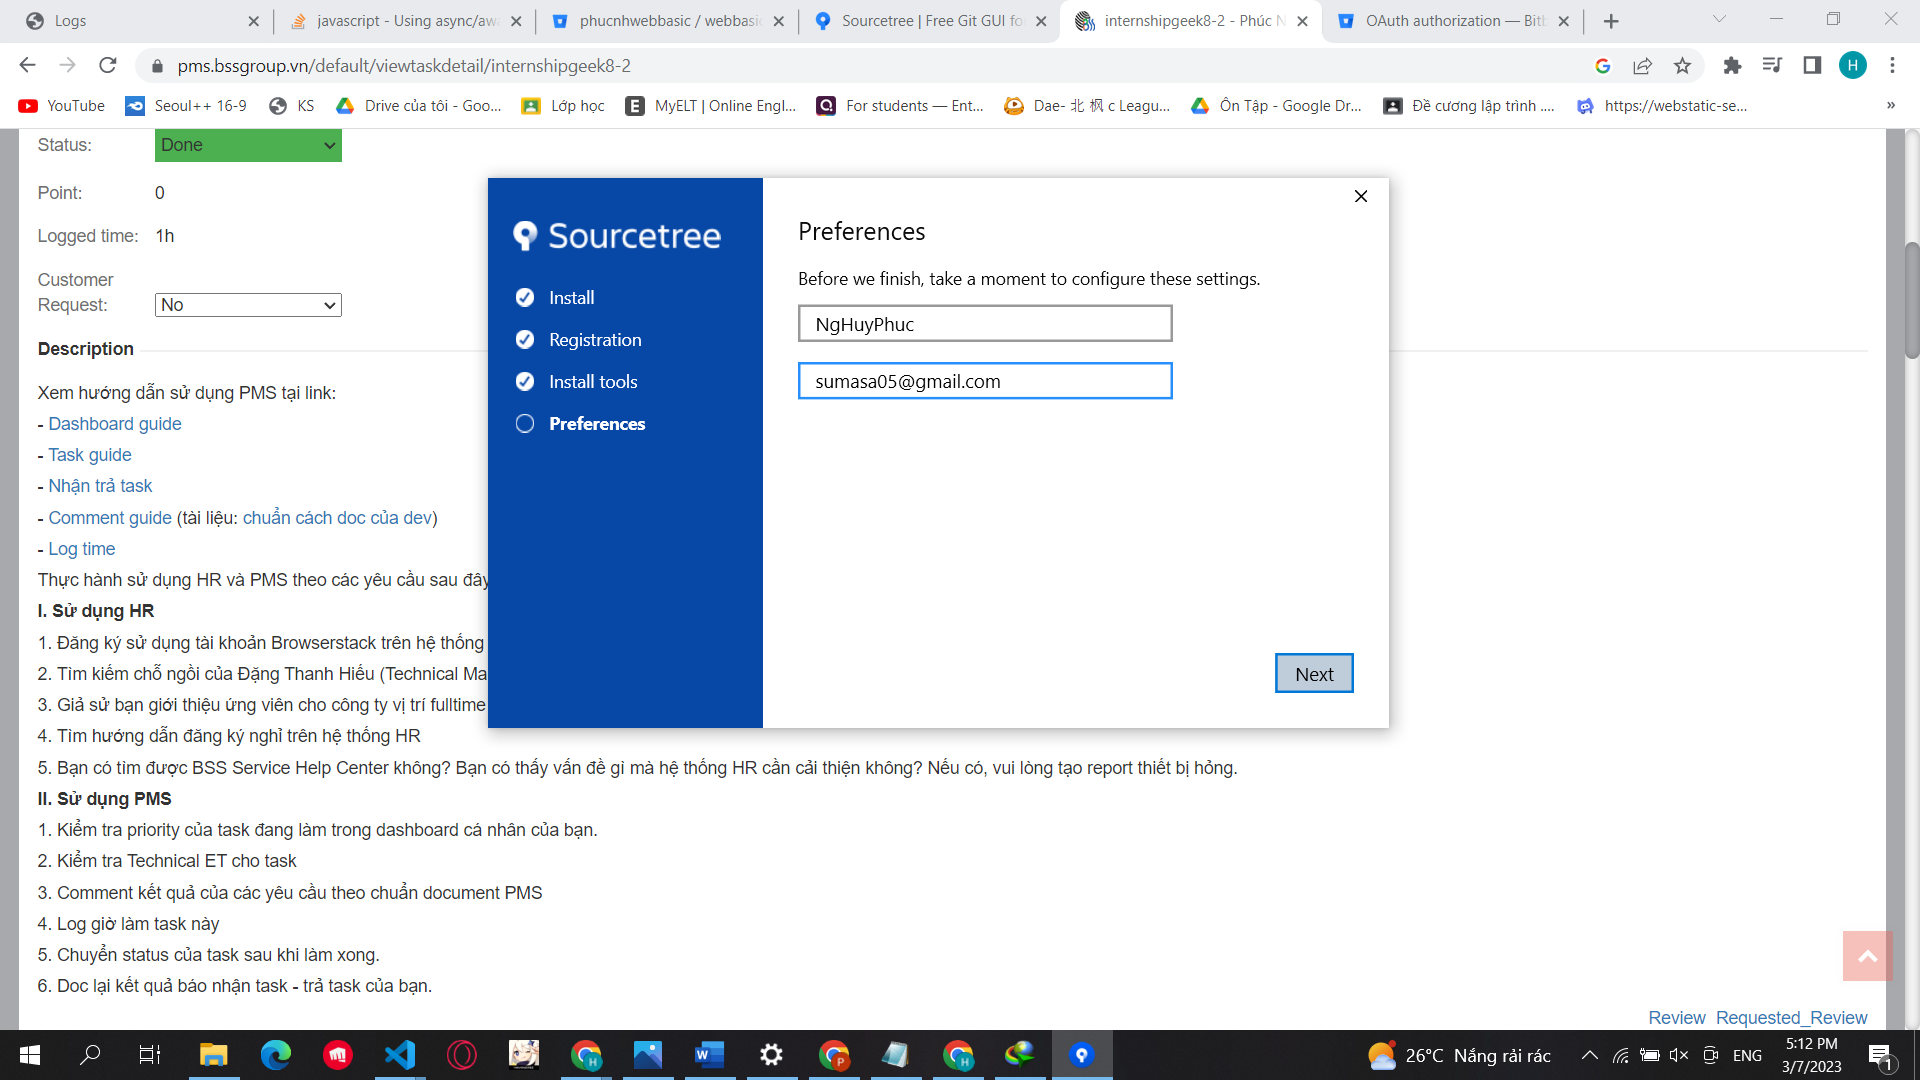 Logs
javascript - Using async/awa
phucnhwebbasic / webbasic
Sourcetree | Free Git GUI fo
internshipgeek8-2 - Phúc N
OAuth authorization — Bitb
pms.bssgroup.vn/default/viewtaskdetail/internshipgeek8-2
H
YouTube
Seoul++ 16-9
KS
Drive của tôi - Goo...
Lớp học
MyELT | Online Engl...
For students — Ent...
Dae- 北 枫 c Leagu...
Ôn Tập - Google Dr...
Đề cương lập trình ....
https://webstatic-se...
»
Status:
Done
Point:
0
Logged time:
1h
Customer
Request:
No
Description
Xem hướng dẫn sử dụng PMS tại link:
- Dashboard guide
- Task guide
- Nhận trả task
- Comment guide (tài liệu: chuẩn cách doc của dev)
- Log time
Thực hành sử dụng HR và PMS theo các yêu cầu sau đây
I. Sử dụng HR
1. Đăng ký sử dụng tài khoản Browserstack trên hệ thống
2. Tìm kiếm chỗ ngồi của Đặng Thanh Hiếu (Technical Ma
3. Giả sử bạn giới thiệu ứng viên cho công ty vị trí fulltime
4. Tìm hướng dẫn đăng ký nghỉ trên hệ thống HR
5. Bạn có tìm được BSS Service Help Center không? Bạn có thấy vấn đề gì mà hệ thống HR cần cải thiện không? Nếu có, vui lòng tạo report thiết bị hỏng.
II. Sử dụng PMS
1. Kiểm tra priority của task đang làm trong dashboard cá nhân của bạn.
2. Kiểm tra Technical ET cho task
3. Comment kết quả của các yêu cầu theo chuẩn document PMS
4. Log giờ làm task này
5. Chuyển status của task sau khi làm xong.
6. Doc lại kết quả báo nhận task - trả task của bạn.
Review Requested_Review
Sourcetree
Install
Registration
Install tools
Preferences
Preferences
Before we finish, take a moment to configure these settings.
NgHuyPhuc
sumasa05@gmail.com
Next
26°C Nắng rải rác
ENG
5:12 PM
3/7/2023
1